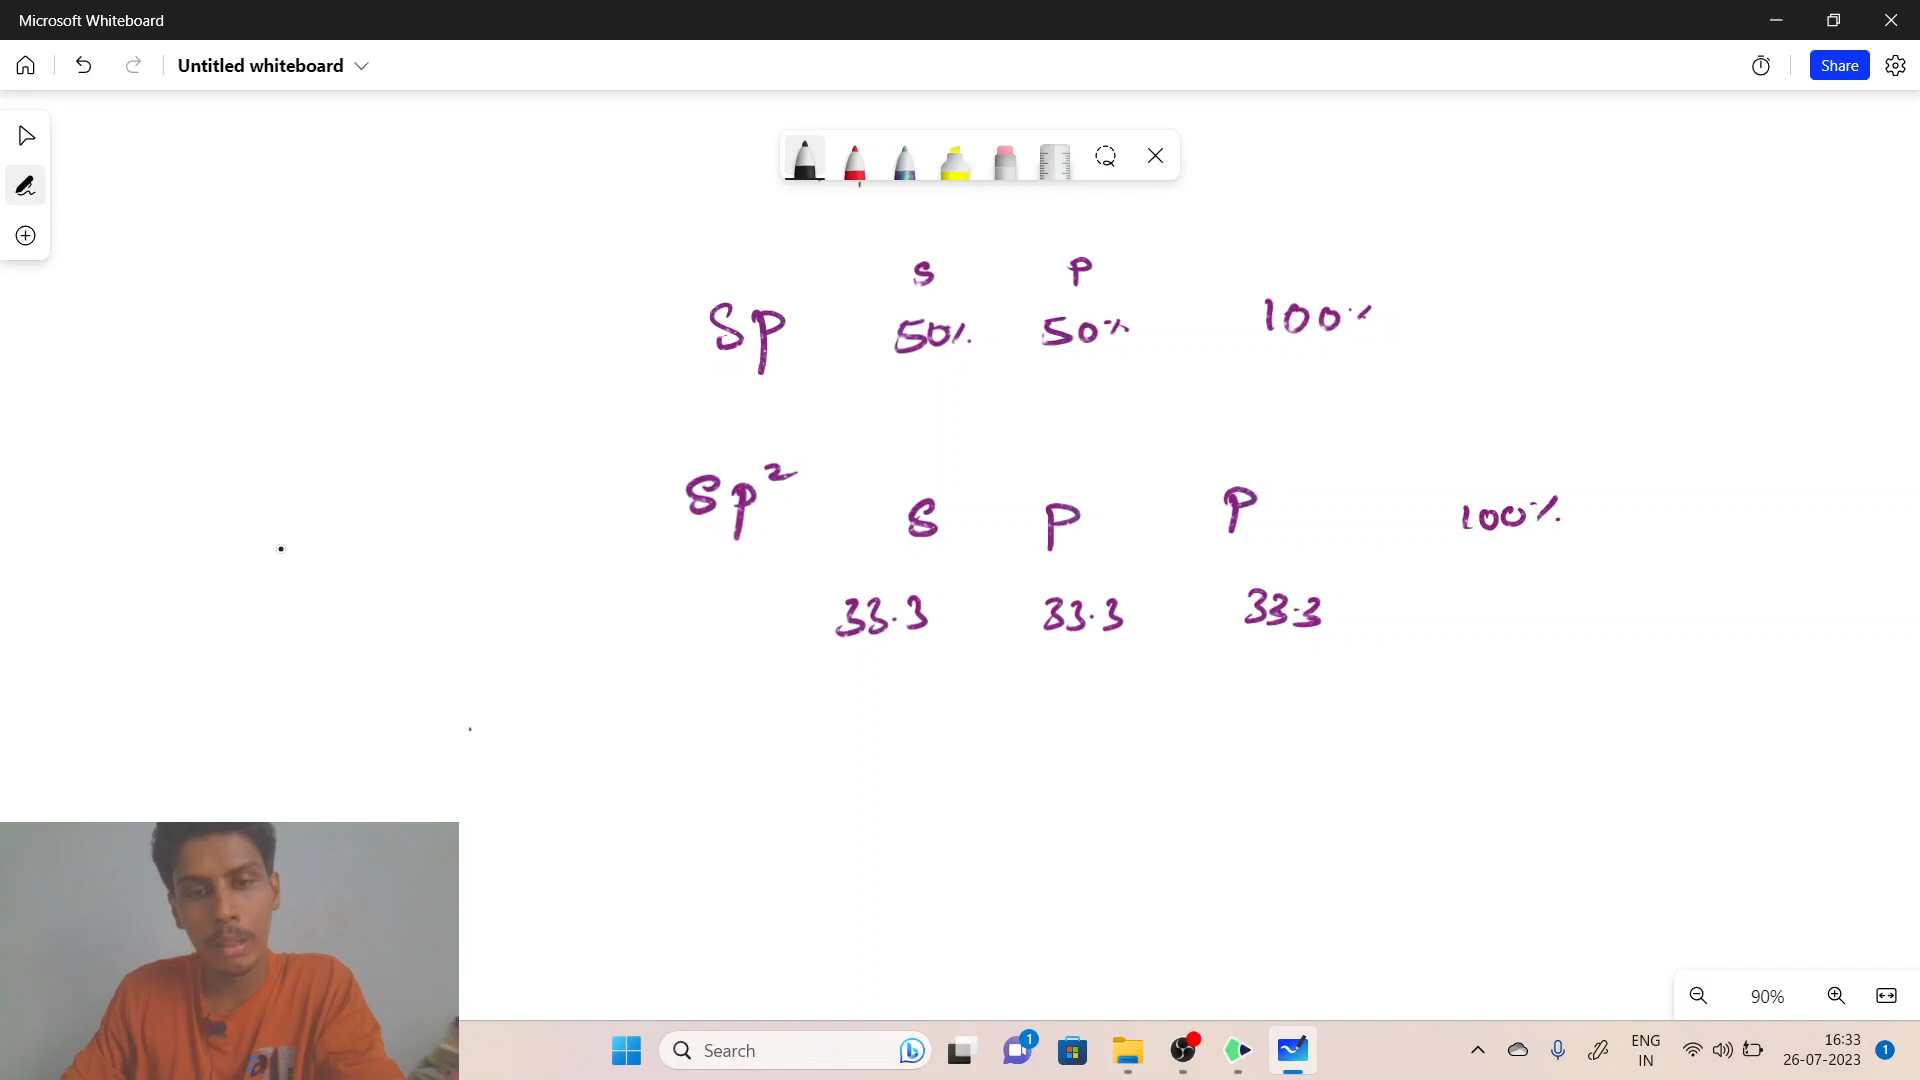 Microsoft Whiteboard
Untitled whiteboard
Share
s p
Sp 50% 50% 100%
Sp² S P P 100%
33.3 33.3 33.3
90%
Search
1
ENG
IN
16:33
26-07-2023
1